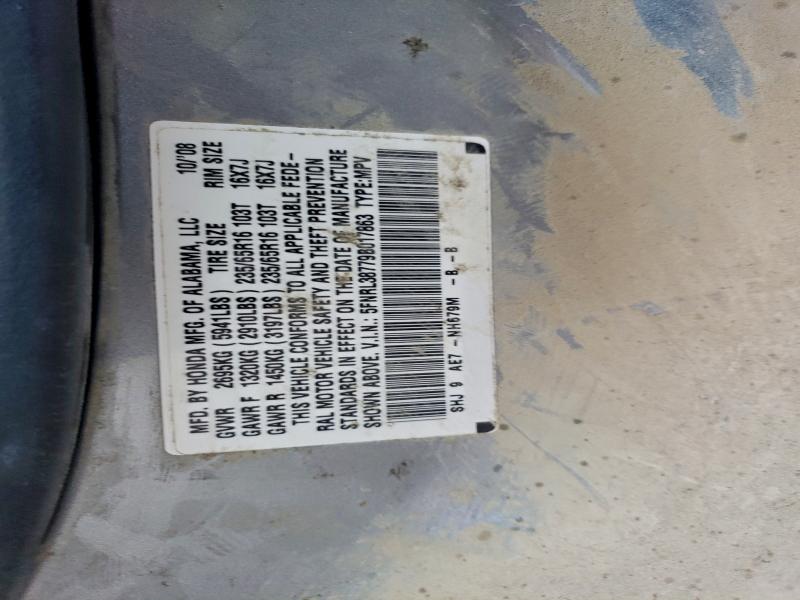 MFD. BY HONDA MFG. OF ALABAMA, LLC 10/'08
GVWR 2695KG (5941LBS) TIRE SIZE RIM SIZE
GAWR F 1320KG (2910LBS) 235/65R16 103T 16X7J
GAWR R 1450KG (3197LBS) 235/65R16 103T 16X7J
THIS VEHICLE CONFORMS TO ALL APPLICABLE FEDE-
RAL MOTOR VEHICLE SAFETY AND THEFT PREVENTION
STANDARDS IN EFFECT ON THE DATE OF MANUFACTURE
SHOWN ABOVE. V.I.N.: 5FNRL38779B017863 TYPE:MPV
SHJ 9 AE7 -NH679M -B, -B